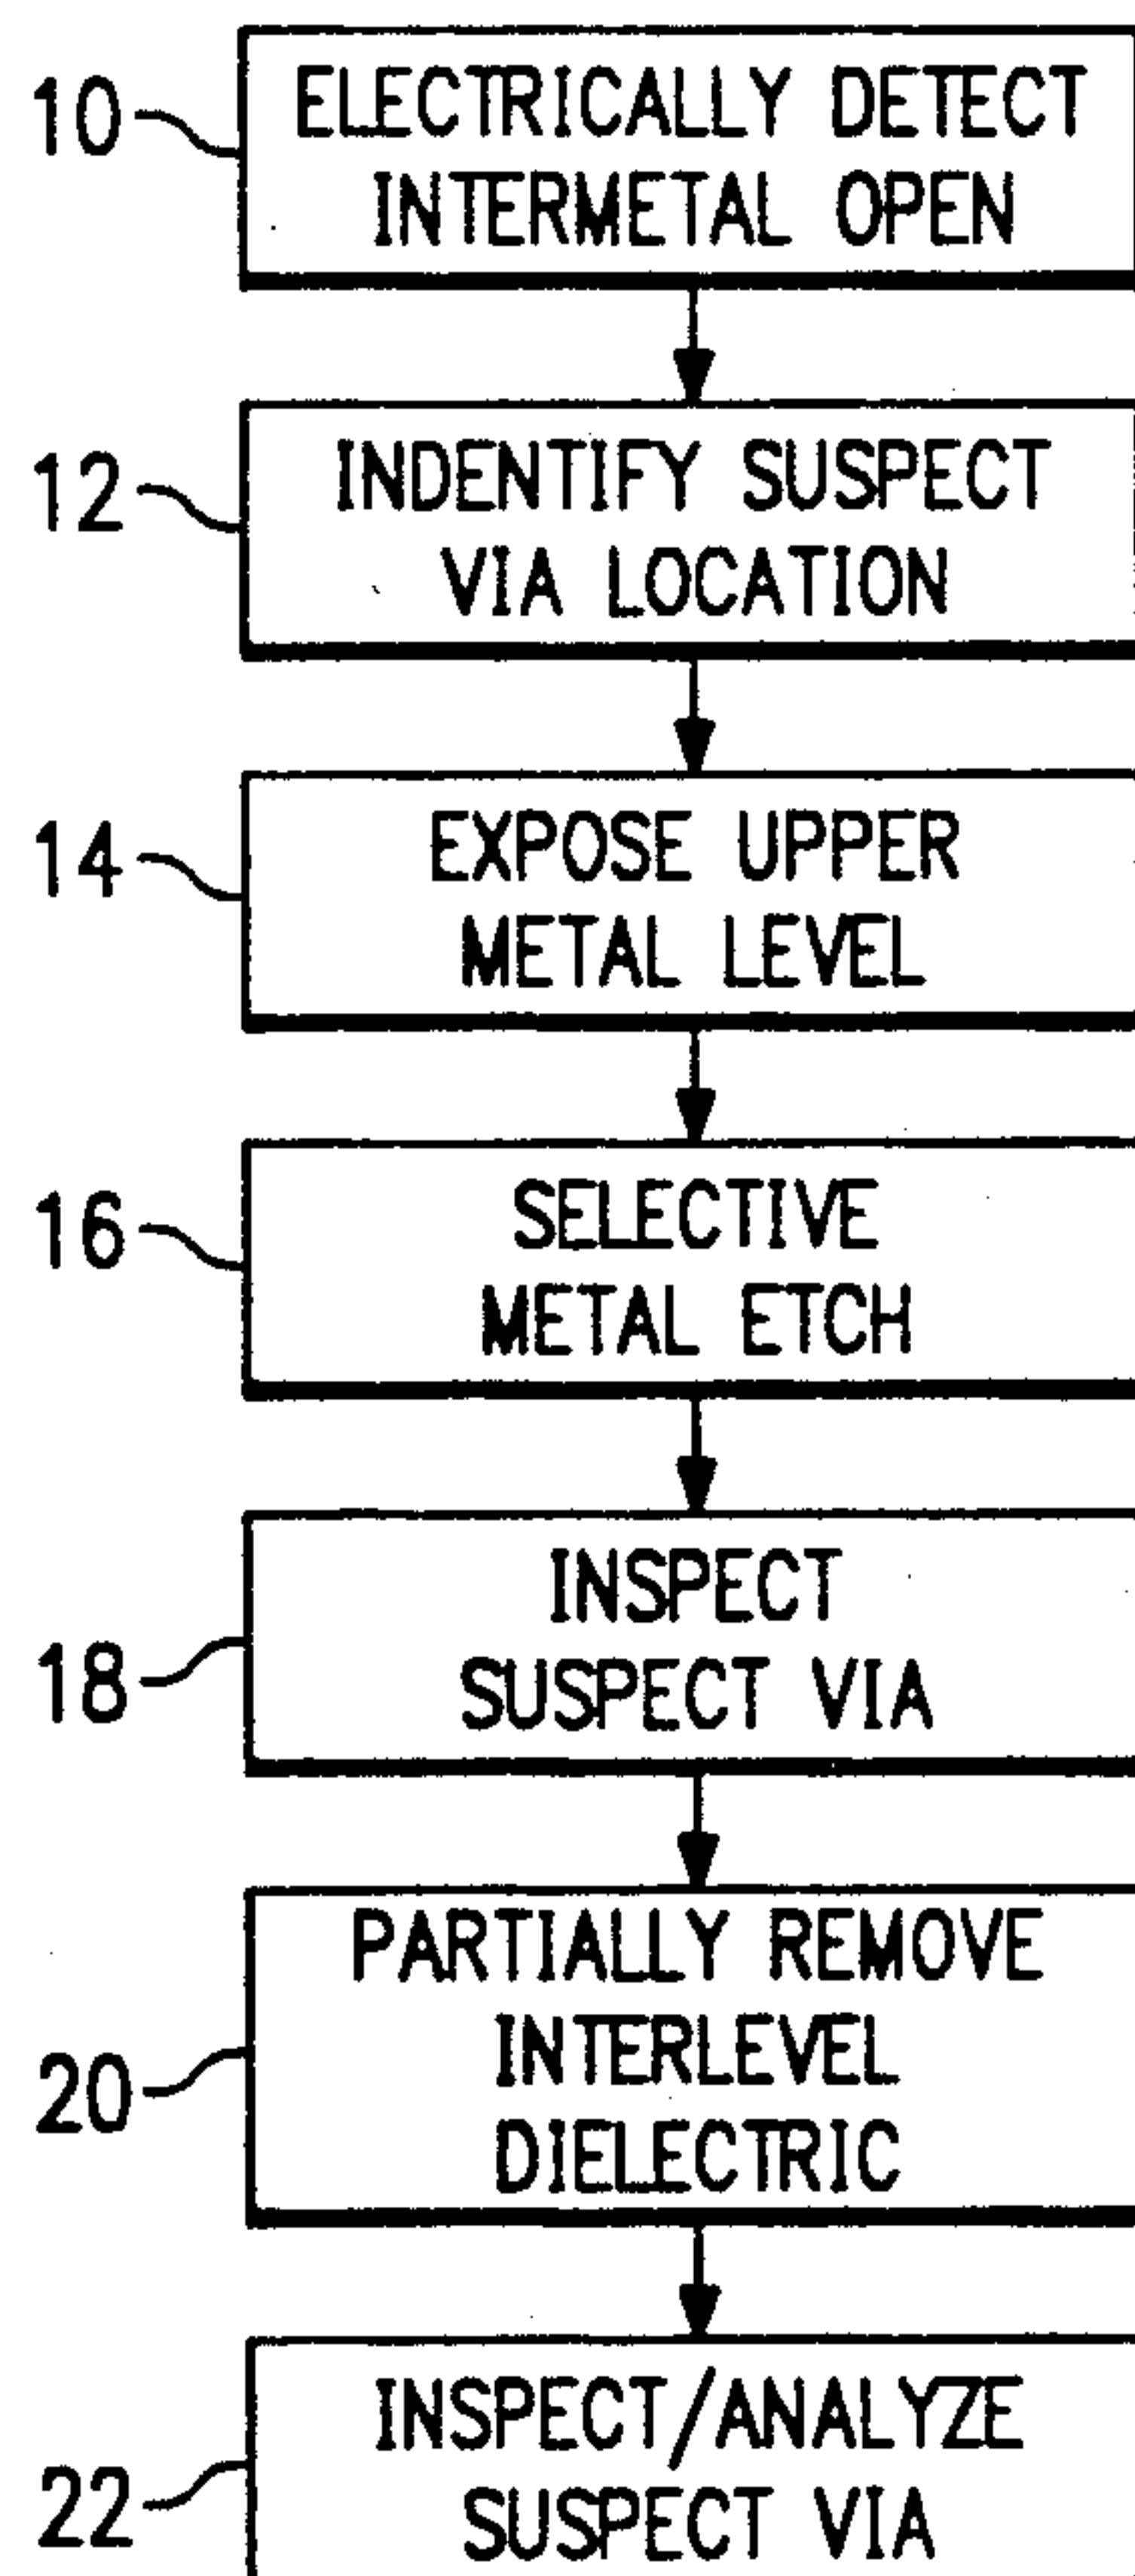 10
ELECTRICALLY DETECT
INTERMETAL OPEN
12
INDENTIFY SUSPECT
VIA LOCATION
14
EXPOSE UPPER
METAL LEVEL
16
SELECTIVE
METAL ETCH
18
INSPECT
SUSPECT VIA
20
PARTIALLY REMOVE
INTERLEVEL
DIELECTRIC
22
INSPECT/ANALYZE
SUSPECT VIA